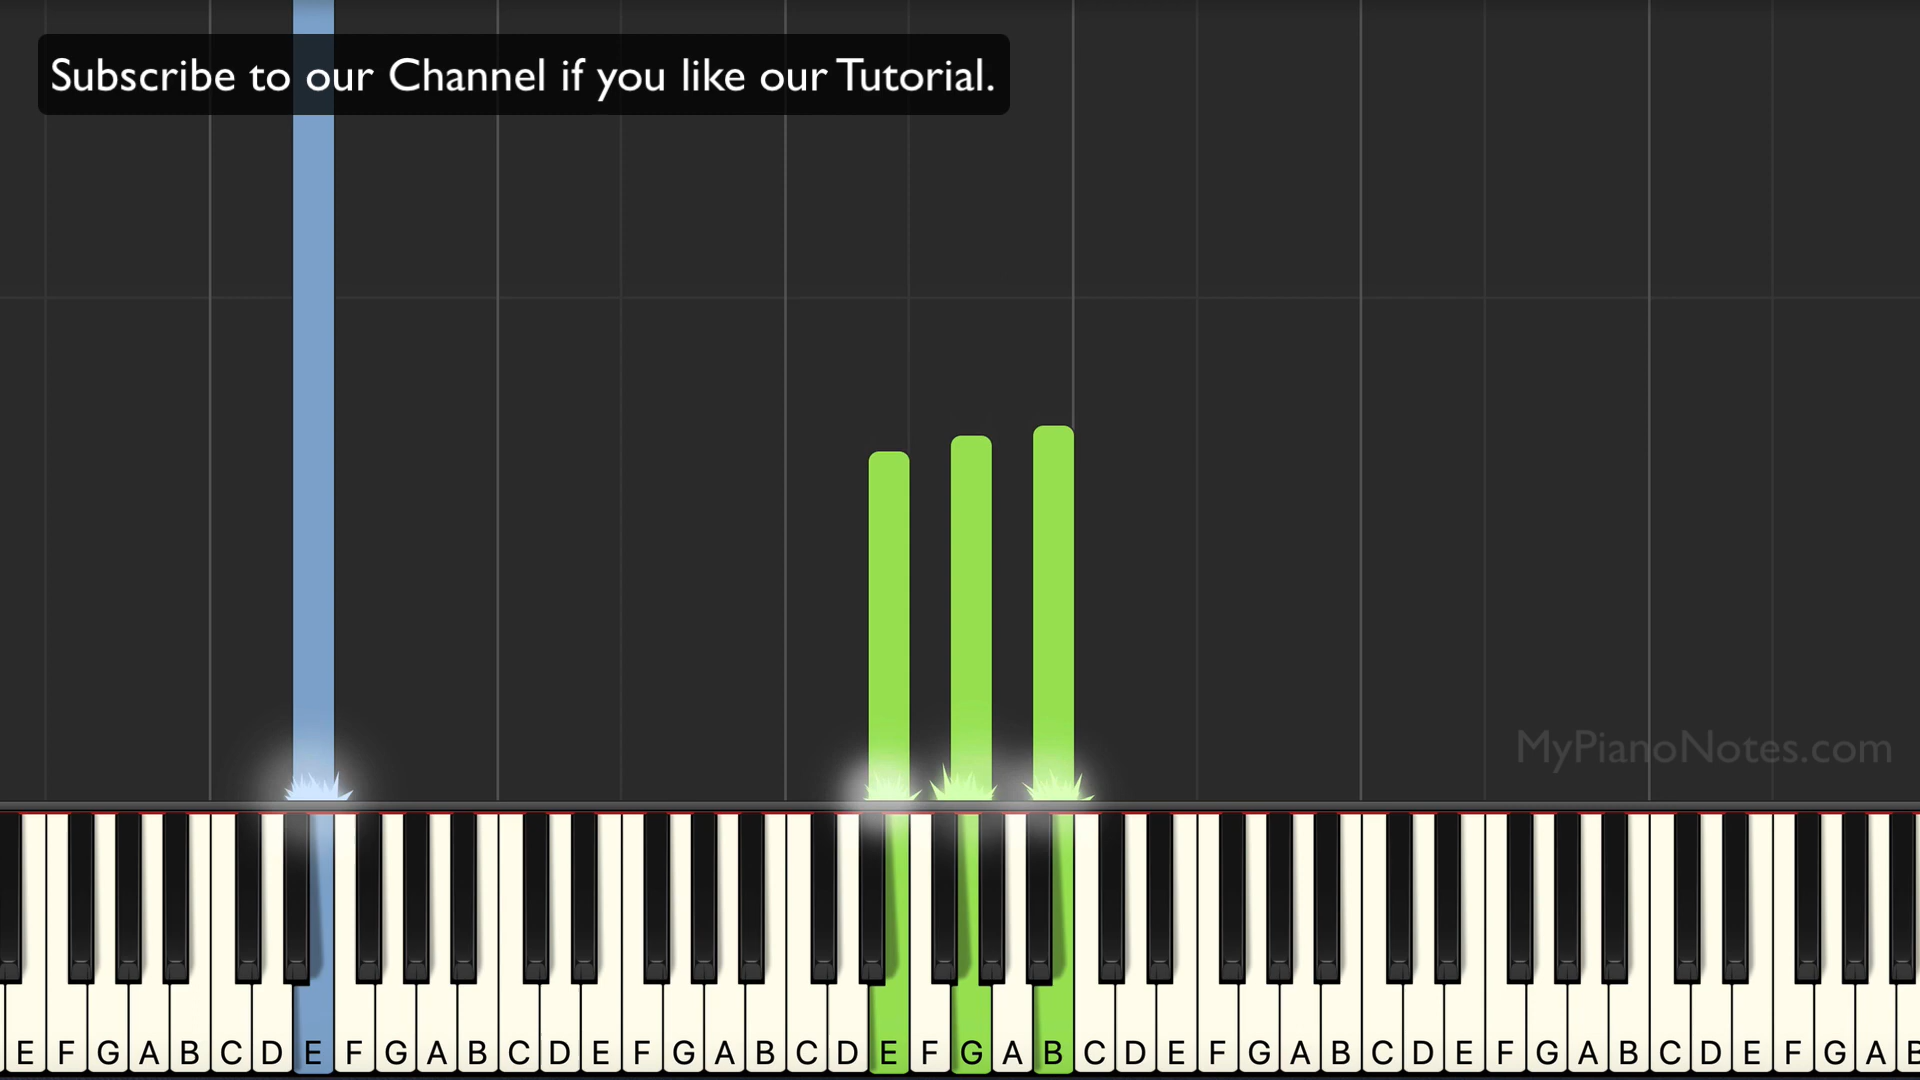 Subscribe to our Channel if you like our Tutorial.
MyPianoNotes.com
E F G A B C D E F G A B C D E F G A B C D E F G A B C D E F G A B C D E F G A B C D E F G A B